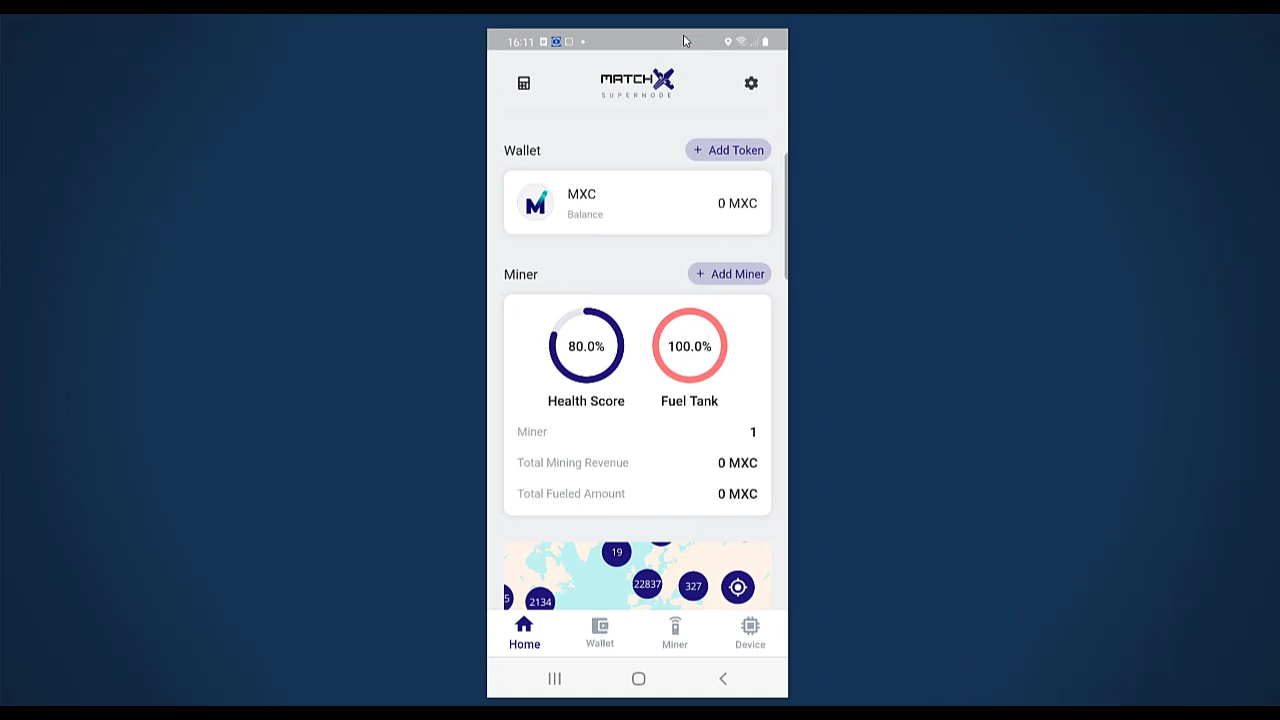 16:11
MATCHX
SUPERNODE
Wallet
+ Add Token
MXC
Balance
0 MXC
Miner
+ Add Miner
80.0%
100.0%
Health Score
Fuel Tank
Miner
1
Total Mining Revenue
0 MXC
Total Fueled Amount
0 MXC
19
22837
327
5
2134
Home
Wallet
Miner
Device